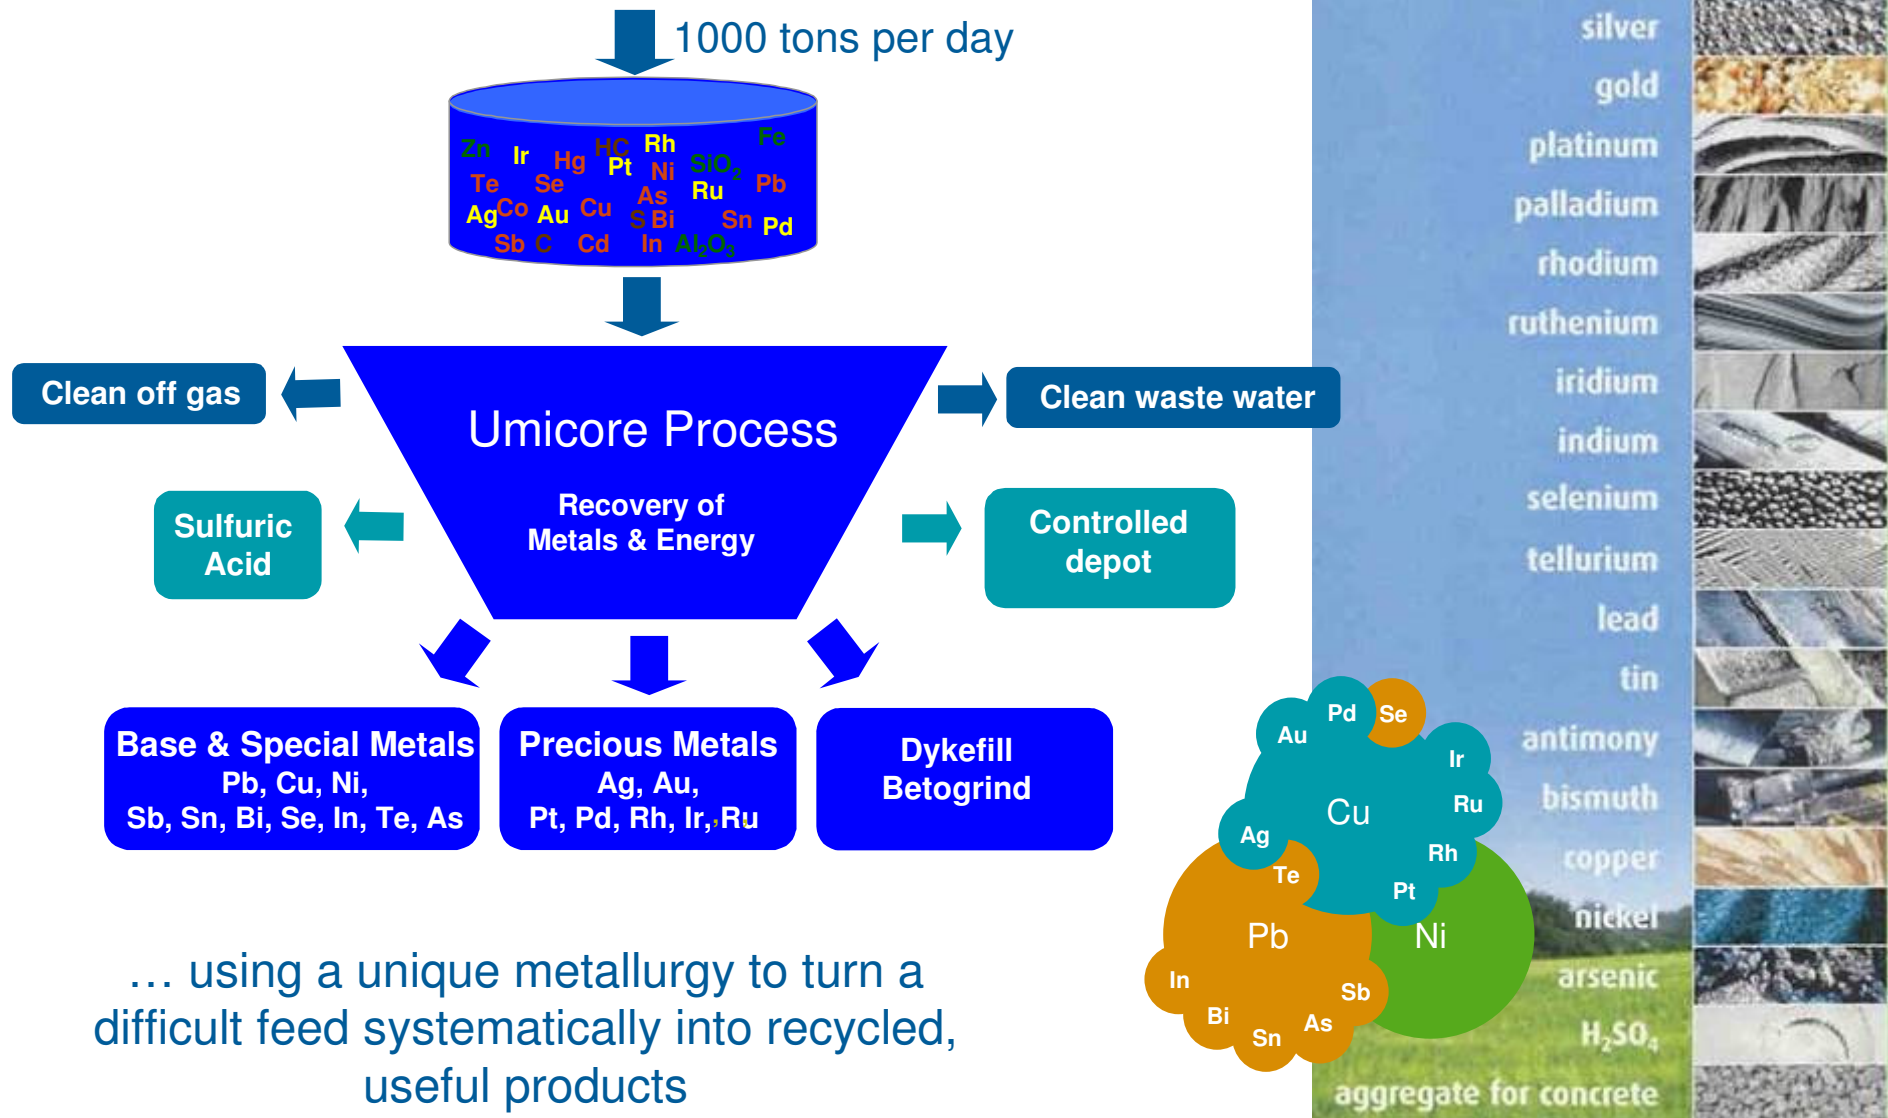 1000 tons per day
Zn Ir Hg HC Rh Fe
Pt Ni SiO₂
Te Se As Ru Pb
Ag Co Au Cu S Bi Sn Pd
Sb C Cd In Al₂O₃
Clean off gas
Umicore Process
Clean waste water
Recovery of
Metals & Energy
Sulfuric
Acid
Controlled
depot
Base & Special Metals
Pb, Cu, Ni,
Sb, Sn, Bi, Se, In, Te, As
Precious Metals
Ag, Au,
Pt, Pd, Rh, Ir, Ru
Dykefill
Betogrind
... using a unique metallurgy to turn a
difficult feed systematically into recycled,
useful products
Pd Se
Au
Ir
Cu Ru
Ag
Rh
Te
Pt
Pb Ni
In
Sb
Bi
As
Sn
silver
gold
platinum
palladium
rhodium
ruthenium
iridium
indium
selenium
tellurium
lead
tin
antimony
bismuth
copper
nickel
arsenic
H₂SO₄
aggregate for concrete